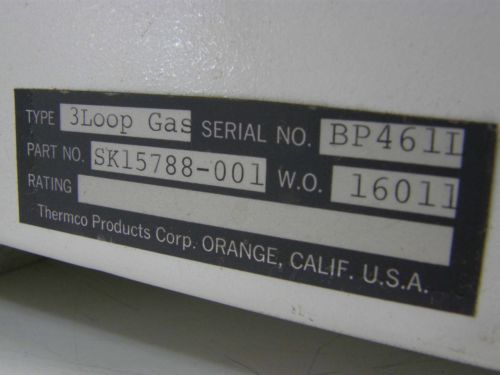 TYPE 3Loop Gas SERIAL NO. BP461I
PART NO. SK15788-001 W.O. 16011
RATING
Thermco Products Corp. ORANGE, CALIF. U.S.A.